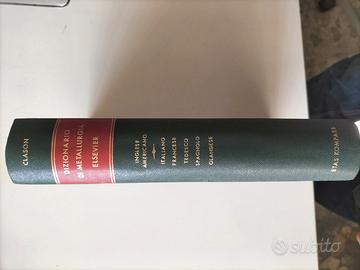 CLASON
DIZIONARIO
DI METALLURGIA
ELSEVIER
INGLESE
AMERICANO
ITALIANO
FRANCESE
TEDESCO
SPAGNOLO
OLANDESE
ETAS KOMPASS
subito